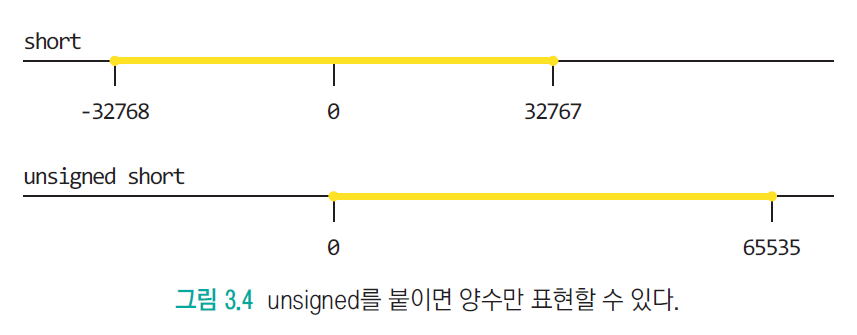 short
-32768 0 32767
unsigned short
0 65535
그림 3.4 unsigned를 붙이면 양수만 표현할 수 있다.